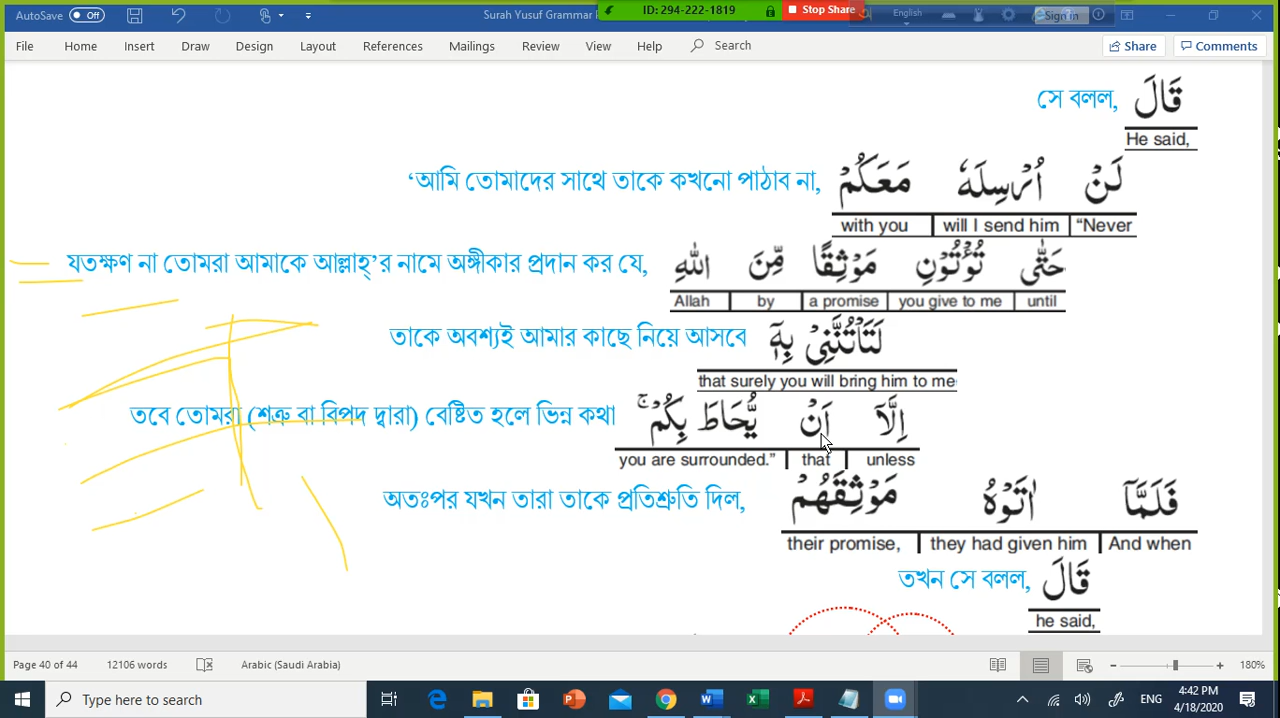 AutoSave Off Surah Yusuf Grammar ID: 294-222-1819 Stop Share English Sign in
File Home Insert Draw Design Layout References Mailings Review View Help Search Share Comments
قَالَ সে বলল,
He said,
لَنْ اُرْسِلَهٗ مَعَكُمْ ‘আমি তোমাদের সাথে তাকে কখনো পাঠাব না,
“Never will I send him with you
حَتّٰى تُؤْتُوْنِ مَوْثِقًا مِّنَ اللّٰهِ যতক্ষণ না তোমরা আমাকে আল্লাহ্’র নামে অঙ্গীকার প্রদান কর যে,
until you give to me a promise by Allah
لَتَاْتُنَّنِيْ بِهٖٓ তাকে অবশ্যই আমার কাছে নিয়ে আসবে
that surely you will bring him to me
اِلَّآ اَنْ يُّحَاطَ بِكُمْ ۚ তবে তোমরা (শত্রু বা বিপদ দ্বারা) বেষ্টিত হলে ভিন্ন কথা
unless that you are surrounded.”
فَلَمَّآ اٰتَوْهُ مَوْثِقَهُمْ অতঃপর যখন তারা তাকে প্রতিশ্রুতি দিল,
And when they had given him their promise,
قَالَ তখন সে বলল,
he said,
Page 40 of 44 12106 words Arabic (Saudi Arabia) 180%
Type here to search ENG 4:42 PM
4/18/2020